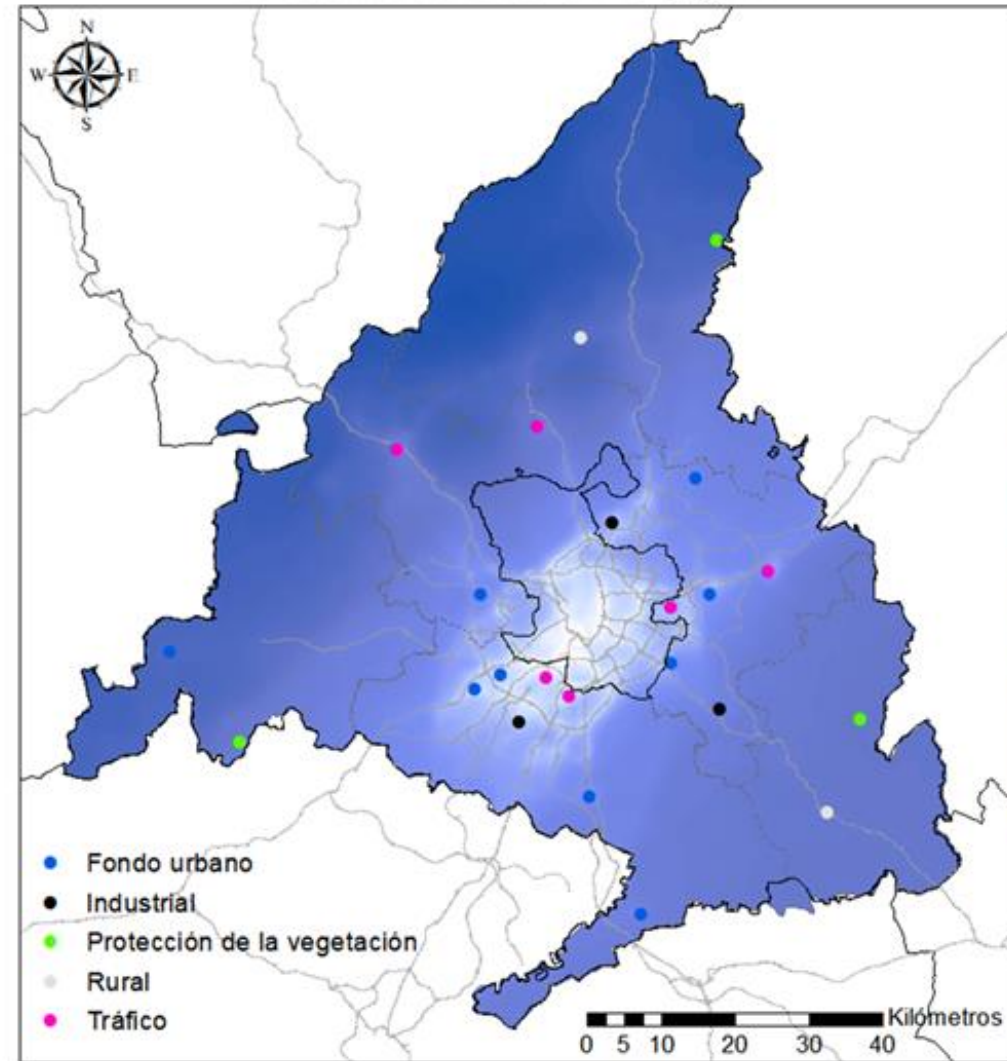 N
W E
S
Fondo urbano
Industrial
Protección de la vegetación
Rural
Tráfico
Kilómetros
0 5 10 20 30 40